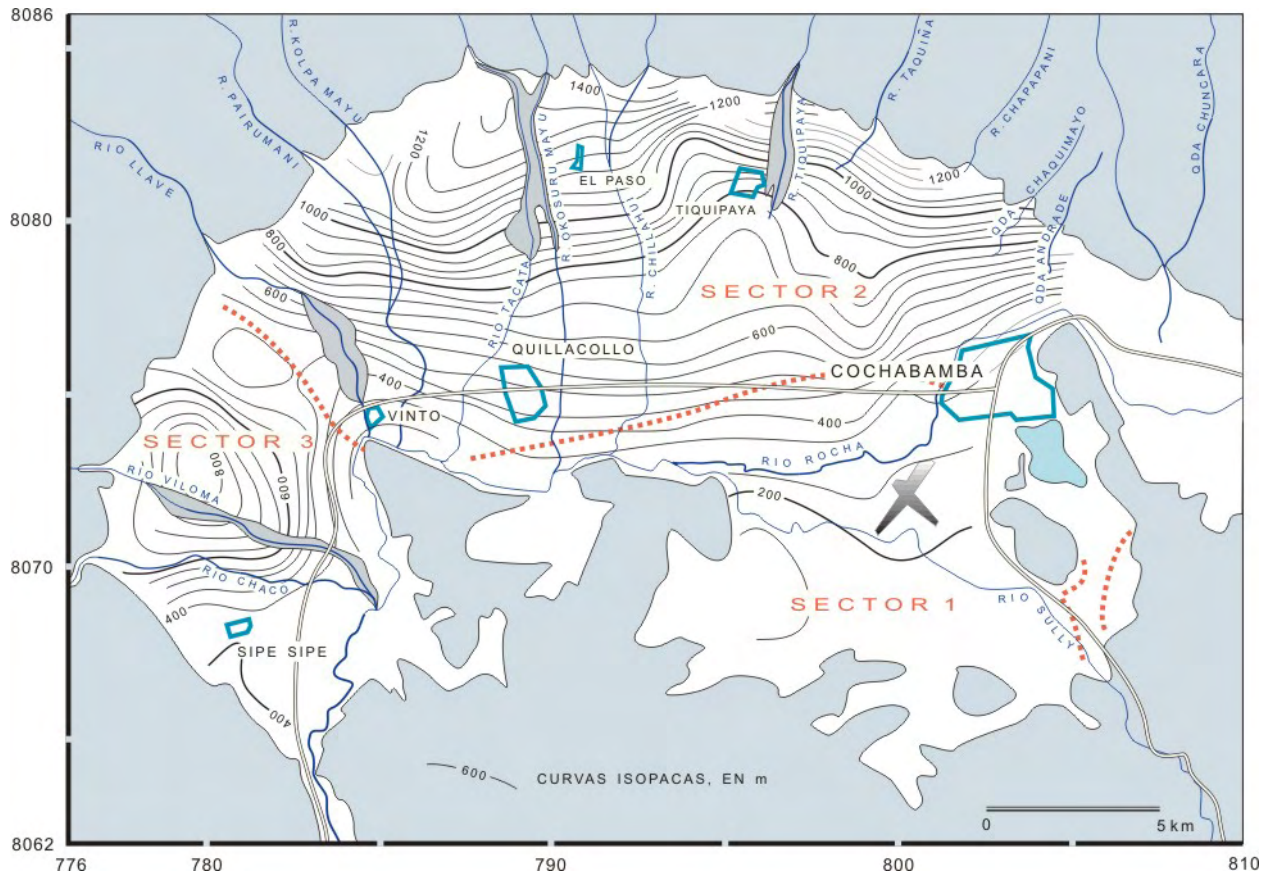 8086
8080
8070
8062
776
780
790
800
810
R. KOLPA MAYU
R. PAIRUMANI
RIO LLAVE
R. TAQUIÑA
R. CHAPAPANI
QDA CHUNCARA
QDA CHAQUIMAYO
QDA ANDRADE
R. TIQUIPAYA
R. OKOSURU MAYU
R. CHILLAHUI
RIO TACATA
1400
1200
1200
1200
1000
1000
800
800
600
600
400
400
200
EL PASO
TIQUIPAYA
SECTOR 2
QUILLACOLLO
COCHABAMBA
VINTO
SECTOR 3
800
600
RIO VILOMA
RIO CHACO
400
SIPE SIPE
400
RIO ROCHA
SECTOR 1
RIO SULLY
600
CURVAS ISOPACAS, EN m
0
5 km